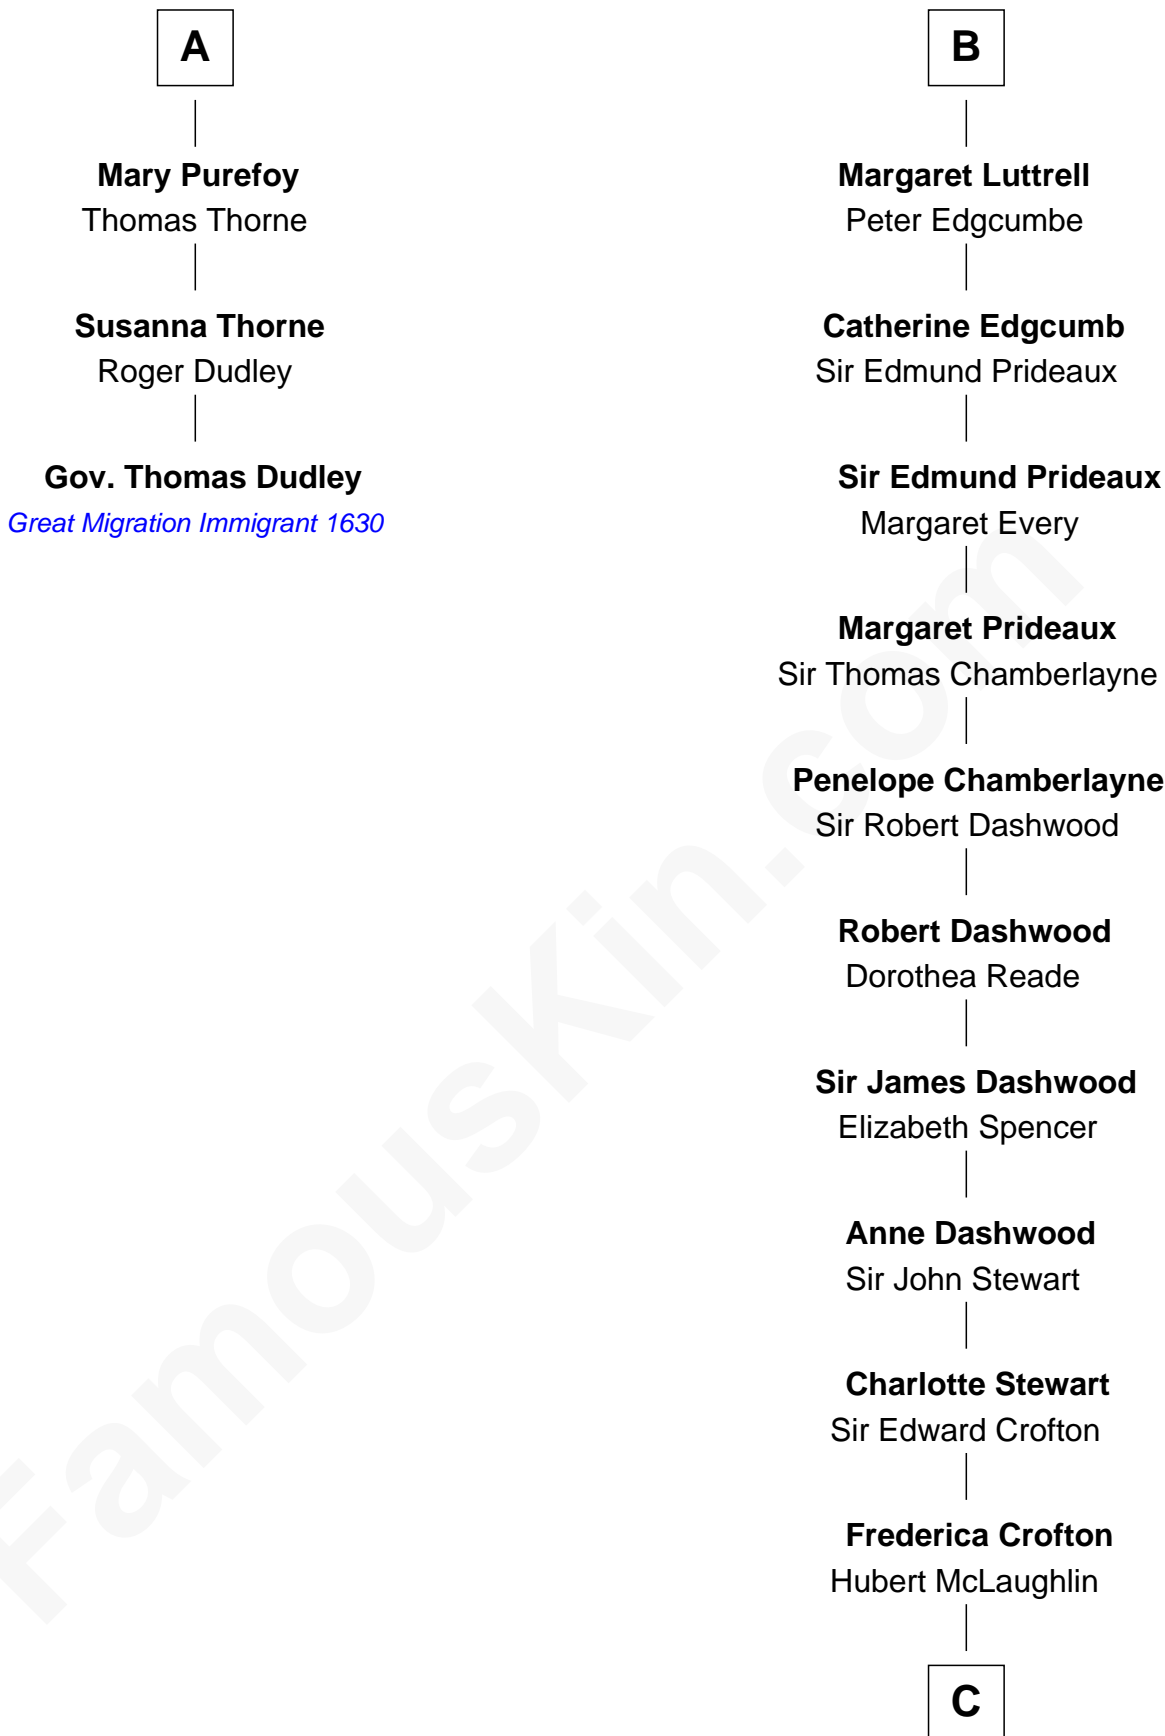 A
Mary Purefoy
Thomas Thorne
Susanna Thorne
Roger Dudley
Gov. Thomas Dudley
Great Migration Immigrant 1630
B
Margaret Luttrell
Peter Edgcumbe
Catherine Edgcumb
Sir Edmund Prideaux
Sir Edmund Prideaux
Margaret Every
Margaret Prideaux
Sir Thomas Chamberlayne
Penelope Chamberlayne
Sir Robert Dashwood
Robert Dashwood
Dorothea Reade
Sir James Dashwood
Elizabeth Spencer
Anne Dashwood
Sir John Stewart
Charlotte Stewart
Sir Edward Crofton
Frederica Crofton
Hubert McLaughlin
C
FamousKin.com